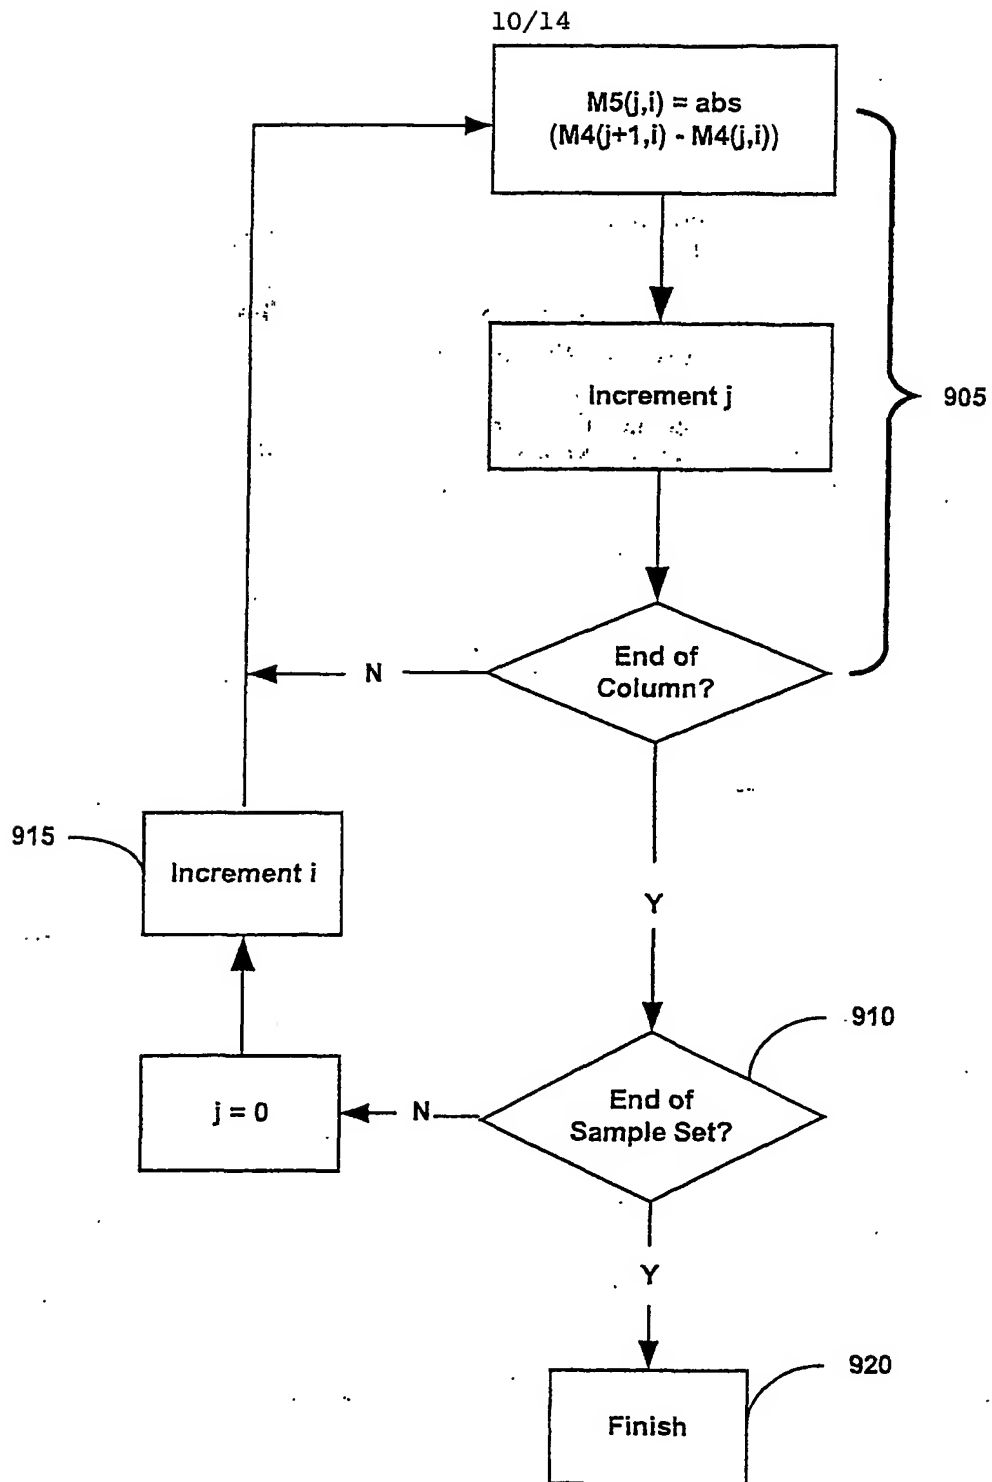 10/14
M5(j,i) = abs
(M4(j+1,i) - M4(j,i))
Increment j
905
End of
Column?
N
915
Increment i
Y
910
j = 0
N
End of
Sample Set?
Y
920
Finish